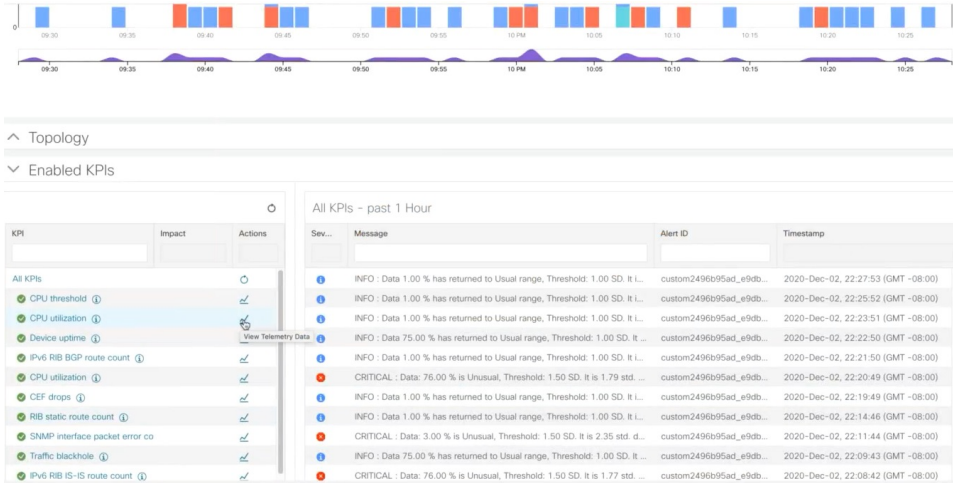 0
09:30 09:35 09:40 09:45 09:50 09:55 10 PM 10:05 10:10 10:15 10:20 10:25
09:30 09:35 09:40 09:45 09:50 09:55 10 PM 10:05 10:10 10:15 10:20 10:25
Topology
Enabled KPIs
All KPIs - past 1 Hour
KPI Impact Actions Sev... Message Alert ID Timestamp
All KPIs INFO : Data 1.00 % has returned to Usual range, Threshold: 1.00 SD. It i... custom2496b95ad_e9db... 2020-Dec-02, 22:27:53 (GMT -08:00)
CPU threshold INFO : Data 1.00 % has returned to Usual range, Threshold: 1.00 SD. It i... custom2496b95ad_e9db... 2020-Dec-02, 22:25:52 (GMT -08:00)
CPU utilization INFO : Data 1.00 % has returned to Usual range, Threshold: 1.00 SD. It i... custom2496b95ad_e9db... 2020-Dec-02, 22:23:51 (GMT -08:00)
Device uptime View Telemetry Data INFO : Data 75.00 % has returned to Usual range, Threshold: 1.00 SD. It ... custom2496b95ad_e9db... 2020-Dec-02, 22:22:50 (GMT -08:00)
IPv6 RIB BGP route count INFO : Data 1.00 % has returned to Usual range, Threshold: 1.00 SD. It i... custom2496b95ad_e9db... 2020-Dec-02, 22:21:50 (GMT -08:00)
CPU utilization CRITICAL : Data: 76.00 % is Unusual, Threshold: 1.50 SD. It is 1.79 std. ... custom2496b95ad_e9db... 2020-Dec-02, 22:20:49 (GMT -08:00)
CEF drops INFO : Data 1.00 % has returned to Usual range, Threshold: 1.00 SD. It i... custom2496b95ad_e9db... 2020-Dec-02, 22:19:49 (GMT -08:00)
RIB static route count INFO : Data 1.00 % has returned to Usual range, Threshold: 1.00 SD. It i... custom2496b95ad_e9db... 2020-Dec-02, 22:14:46 (GMT -08:00)
SNMP interface packet error co CRITICAL : Data: 3.00 % is Unusual, Threshold: 1.50 SD. It is 2.35 std. d... custom2496b95ad_e9db... 2020-Dec-02, 22:11:44 (GMT -08:00)
Traffic blackhole INFO : Data 75.00 % has returned to Usual range, Threshold: 1.00 SD. It ... custom2496b95ad_e9db... 2020-Dec-02, 22:09:43 (GMT -08:00)
IPv6 RIB IS-IS route count CRITICAL : Data: 76.00 % is Unusual, Threshold: 1.50 SD. It is 1.77 std. ... custom2496b95ad_e9db... 2020-Dec-02, 22:08:42 (GMT -08:00)